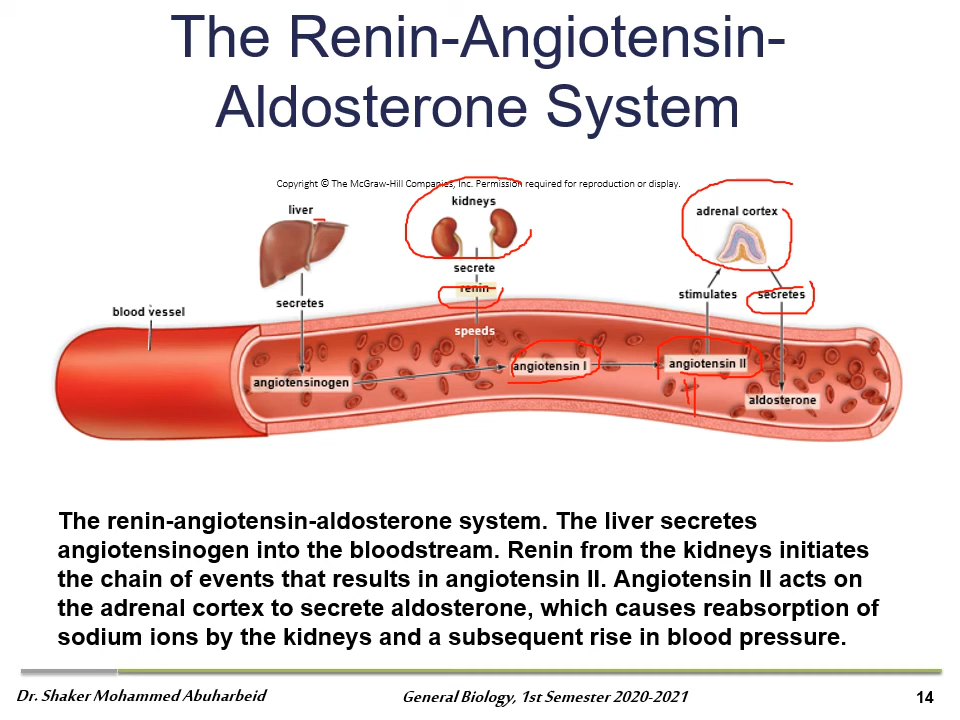 The Renin-Angiotensin-
Aldosterone System
Copyright © The McGraw-Hill Companies, Inc. Permission required for reproduction or display.
liver
kidneys
adrenal cortex
secrete
renin
secretes
stimulates
secretes
blood vessel
speeds
angiotensinogen
angiotensin I
angiotensin II
aldosterone
The renin-angiotensin-aldosterone system. The liver secretes
angiotensinogen into the bloodstream. Renin from the kidneys initiates
the chain of events that results in angiotensin II. Angiotensin II acts on
the adrenal cortex to secrete aldosterone, which causes reabsorption of
sodium ions by the kidneys and a subsequent rise in blood pressure.
Dr. Shaker Mohammed Abuharbeid
General Biology, 1st Semester 2020-2021
14